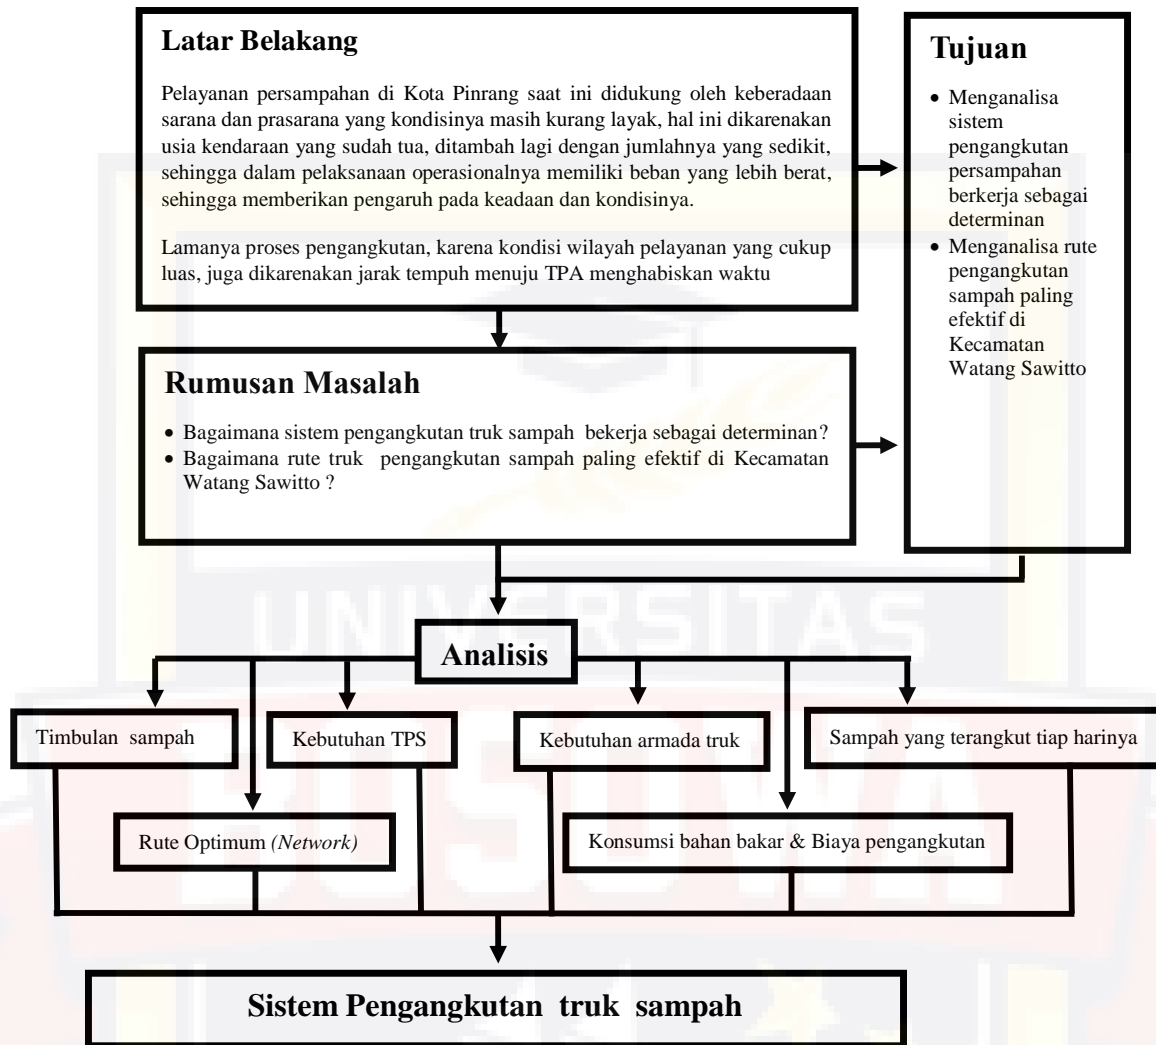 Latar Belakang
Pelayanan persampahan di Kota Pinrang saat ini didukung oleh keberadaan
sarana dan prasarana yang kondisinya masih kurang layak, hal ini dikarenakan
usia kendaraan yang sudah tua, ditambah lagi dengan jumlahnya yang sedikit,
sehingga dalam pelaksanaan operasionalnya memiliki beban yang lebih berat,
sehingga memberikan pengaruh pada keadaan dan kondisinya.
Lamanya proses pengangkutan, karena kondisi wilayah pelayanan yang cukup
luas, juga dikarenakan jarak tempuh menuju TPA menghabiskan waktu
Tujuan
• Menganalisa
sistem
pengangkutan
persampahan
berkerja sebagai
determinan
• Menganalisa rute
pengangkutan
sampah paling
efektif di
Kecamatan
Watang Sawitto
Rumusan Masalah
• Bagaimana sistem pengangkutan truk sampah bekerja sebagai determinan?
• Bagaimana rute truk pengangkutan sampah paling efektif di Kecamatan
Watang Sawitto ?
UNIVERSITAS
Analisis
Timbulan sampah
Kebutuhan TPS
Kebutuhan armada truk
Sampah yang terangkut tiap harinya
BOSOWA
Rute Optimum (Network)
Konsumsi bahan bakar & Biaya pengangkutan
Sistem Pengangkutan truk sampah